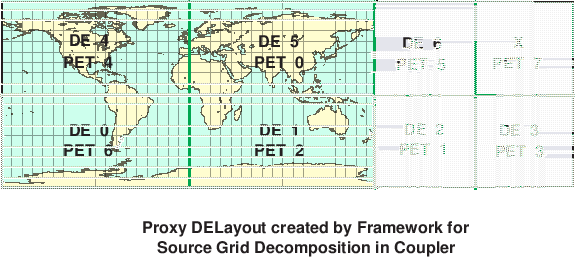 DE 4 DE 5 DE 6 X
PET 4 PET 0 PET 5 PET 7
DE 0 DE 1 DE 2 DE 3
PET 6 PET 2 PET 1 PET 3
Proxy DELayout created by Framework for
Source Grid Decomposition in Coupler